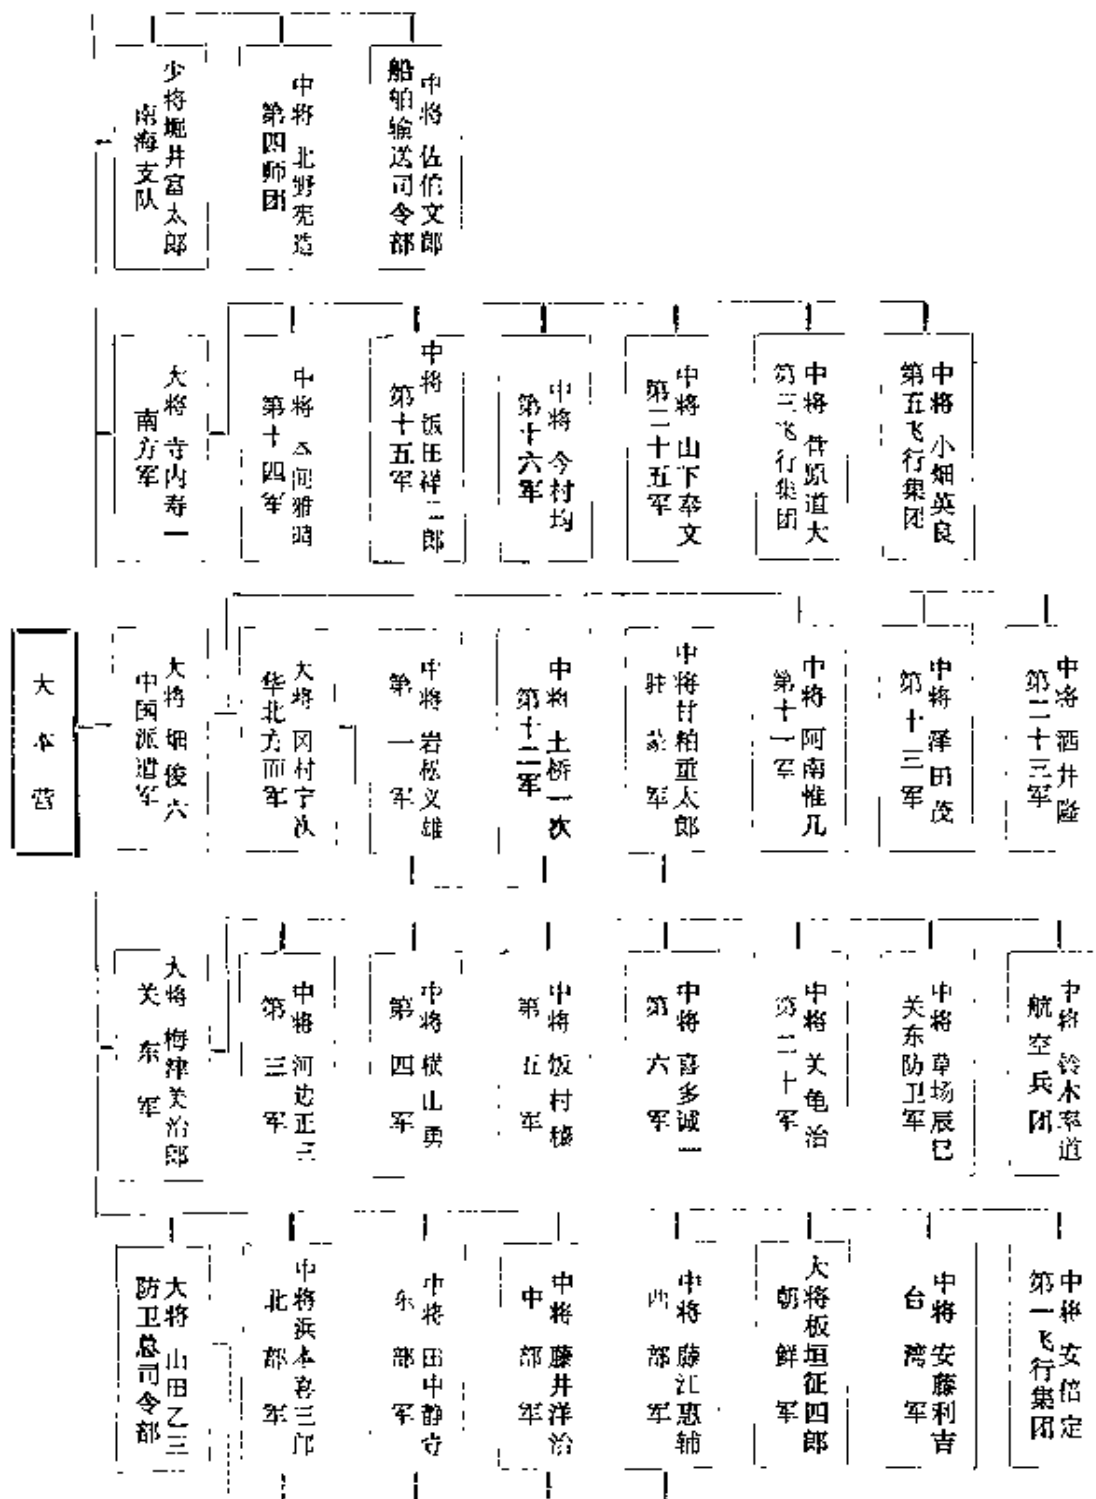 少将堀井富太郎
南海支队
中将 北野宪造
第四师团
中将 佐伯文郎
船舶输送司令部
大将 寺内寿一
南方军
中将 本间雅晴
第十四军
中将 饭田祥二郎
第十五军
中将 今村均
第十六军
中将 山下奉文
第二十五军
中将 菅原道大
第三飞行集团
中将 小畑英良
第五飞行集团
大本营
大将 畑俊六
中国派遣军
大将 冈村宁次
华北方面军
中将 岩松义雄
第一军
中将 土桥一次
第十二军
中将甘粕重太郎
驻蒙军
中将 阿南惟几
第十一军
中将 泽田茂
第十三军
中将 酒井隆
第二十三军
大将 梅津美治郎
关东军
中将 河边正三
第三军
中将 横山勇
第四军
中将 饭村穰
第五军
中将 喜多诚一
第六军
中将 关龟治
第二十军
中将 草场辰巳
关东防卫军
中将 铃木率道
航空兵团
大将 山田乙三
防卫总司令部
中将浜本喜三郎
北部军
中将 田中静壹
东部军
中将 藤井洋治
中部军
中将 藤江惠辅
西部军
大将板垣征四郎
朝鲜军
中将 安藤利吉
台湾军
中将 安倍定
第一飞行集团